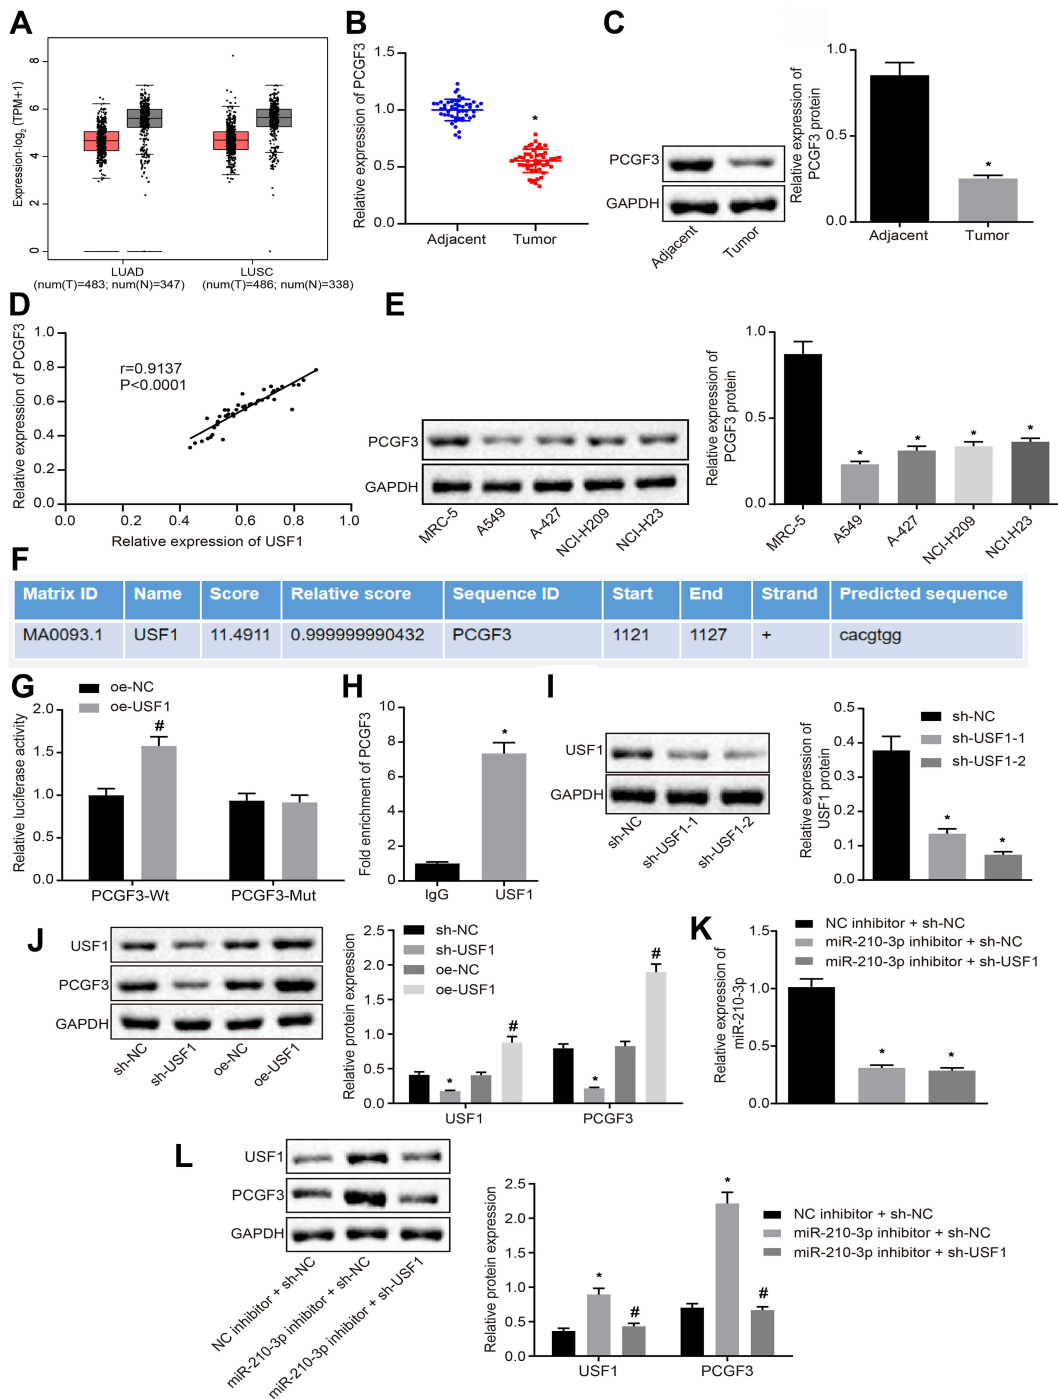 A
Expression-log2 (TPM+1)
8
6
4
2
0
LUAD
(num(T)=483; num(N)=347)
LUSC
(num(T)=486; num(N)=338)
B
Relative expression of PCGF3
1.5
1.0
0.5
0.0
*
Adjacent
Tumor
C
PCGF3
GAPDH
Adjacent
Tumor
Relative expression of
PCGF3 protein
1.0
0.5
0.0
*
Adjacent
Tumor
D
Relative expression of PCGF3
1.0
0.8
0.6
0.4
0.2
0.0
r=0.9137
P<0.0001
0.0 0.2 0.4 0.6 0.8 1.0
Relative expression of USF1
E
PCGF3
GAPDH
MRC-5
A549
A-427
NCI-H209
NCI-H23
Relative expression of
PCGF3 protein
1.0
0.5
0.0
* * * *
MRC-5
A549
A-427
NCI-H209
NCI-H23
F
Matrix ID Name Score Relative score Sequence ID Start End Strand Predicted sequence
MA0093.1 USF1 11.4911 0.999999990432 PCGF3 1121 1127 + cacgtgg
G
oe-NC
oe-USF1
Relative luciferase activity
2.0
1.5
1.0
0.5
0.0
#
PCGF3-Wt
PCGF3-Mut
H
Fold enrichment of PCGF3
10
8
6
4
2
0
*
IgG
USF1
I
USF1
GAPDH
sh-NC
sh-USF1-1
sh-USF1-2
Relative expression of
USF1 protein
0.5
0.4
0.3
0.2
0.1
0.0
sh-NC
sh-USF1-1
sh-USF1-2
* *
J
USF1
PCGF3
GAPDH
sh-NC
sh-USF1
oe-NC
oe-USF1
Relative protein expression
2.5
2.0
1.5
1.0
0.5
0.0
sh-NC
sh-USF1
oe-NC
oe-USF1
* # * #
USF1
PCGF3
K
NC inhibitor + sh-NC
miR-210-3p inhibitor + sh-NC
miR-210-3p inhibitor + sh-USF1
Relative expression of
miR-210-3p
1.5
1.0
0.5
0.0
* *
L
USF1
PCGF3
GAPDH
NC inhibitor + sh-NC
miR-210-3p inhibitor + sh-NC
miR-210-3p inhibitor + sh-USF1
Relative protein expression
2.5
2.0
1.5
1.0
0.5
0.0
* # * #
USF1
PCGF3
NC inhibitor + sh-NC
miR-210-3p inhibitor + sh-NC
miR-210-3p inhibitor + sh-USF1